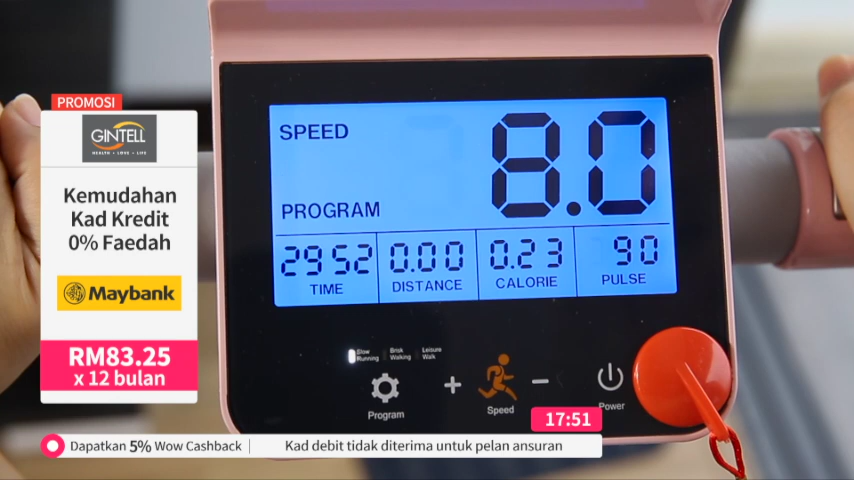 PROMOSI
GINTELL
HEALTH • LOVE • LIFE
Kemudahan
Kad Kredit
0% Faedah
Maybank
RM83.25
x 12 bulan
SPEED
8.0
PROGRAM
2952
0.00
0.23
90
TIME
DISTANCE
CALORIE
PULSE
Slow
Running
Brisk
Walking
Leisure
Walk
+
−
Program
Speed
Power
17:51
Dapatkan 5% Wow Cashback
Kad debit tidak diterima untuk pelan ansuran